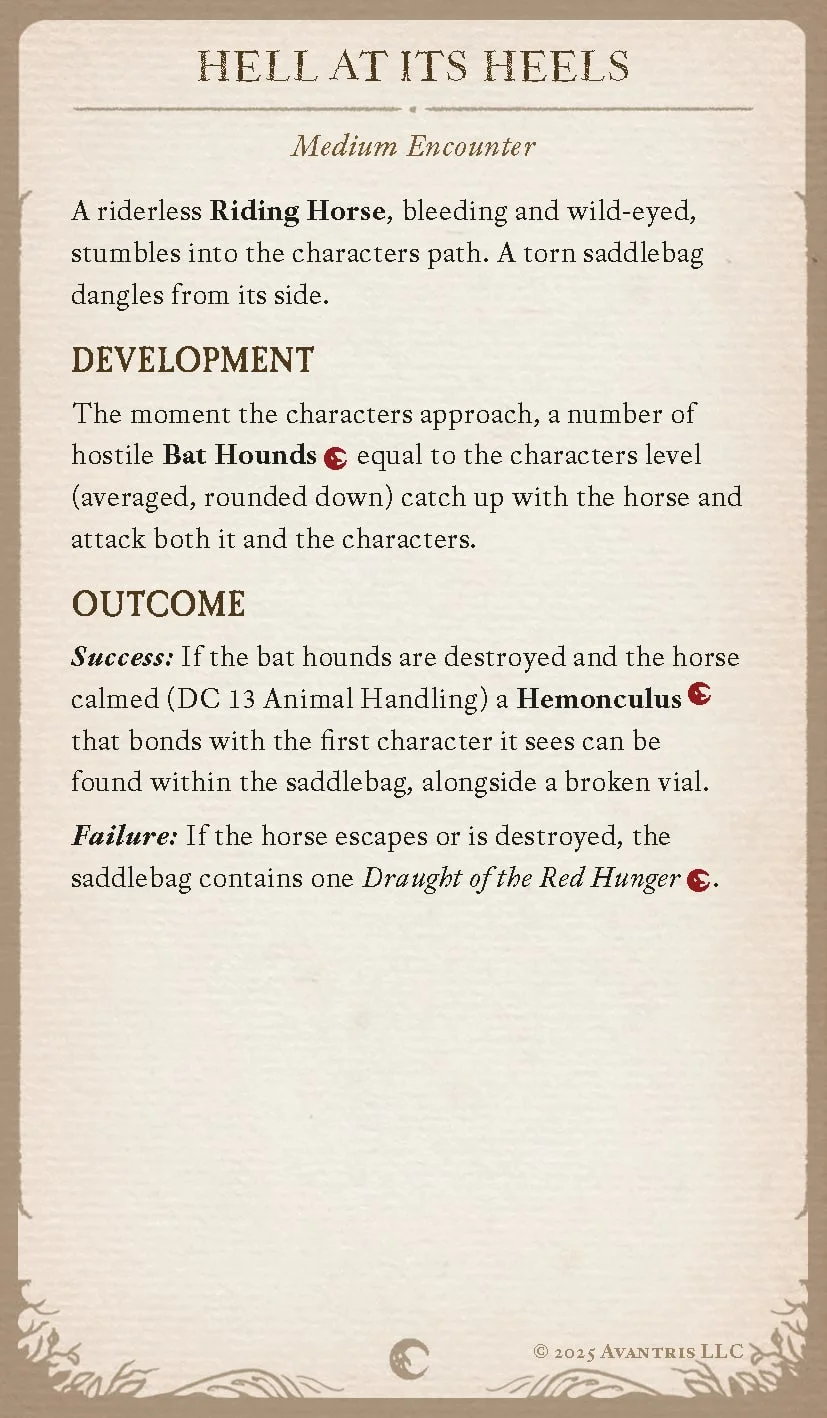 HELL AT ITS HEELS
Medium Encounter
A riderless Riding Horse, bleeding and wild-eyed,
stumbles into the characters path. A torn saddlebag
dangles from its side.
DEVELOPMENT
The moment the characters approach, a number of
hostile Bat Hounds equal to the characters level
(averaged, rounded down) catch up with the horse and
attack both it and the characters.
OUTCOME
Success: If the bat hounds are destroyed and the horse
calmed (DC 13 Animal Handling) a Hemonculus
that bonds with the first character it sees can be
found within the saddlebag, alongside a broken vial.
Failure: If the horse escapes or is destroyed, the
saddlebag contains one Draught of the Red Hunger.
© 2025 AVANTRIS LLC